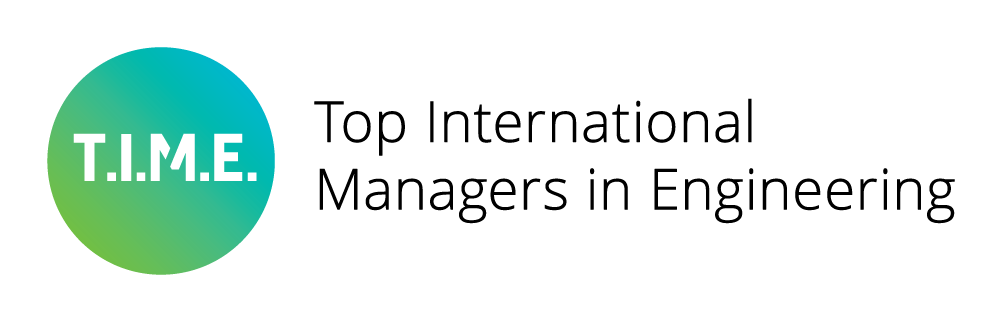 T.I.M.E.
Top International
Managers in Engineering